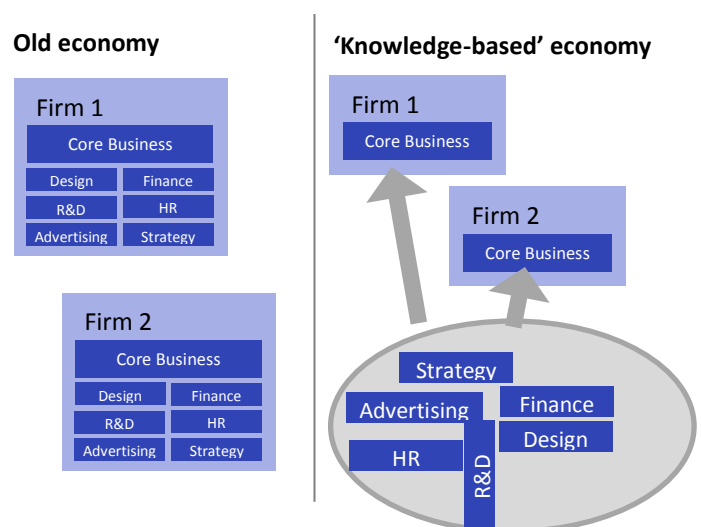 Old economy
Firm 1
Core Business
Design Finance
R&D HR
Advertising Strategy
Firm 2
Core Business
Design Finance
R&D HR
Advertising Strategy
‘Knowledge-based’ economy
Firm 1
Core Business
Firm 2
Core Business
Strategy
Advertising
Finance
Design
HR
R&D